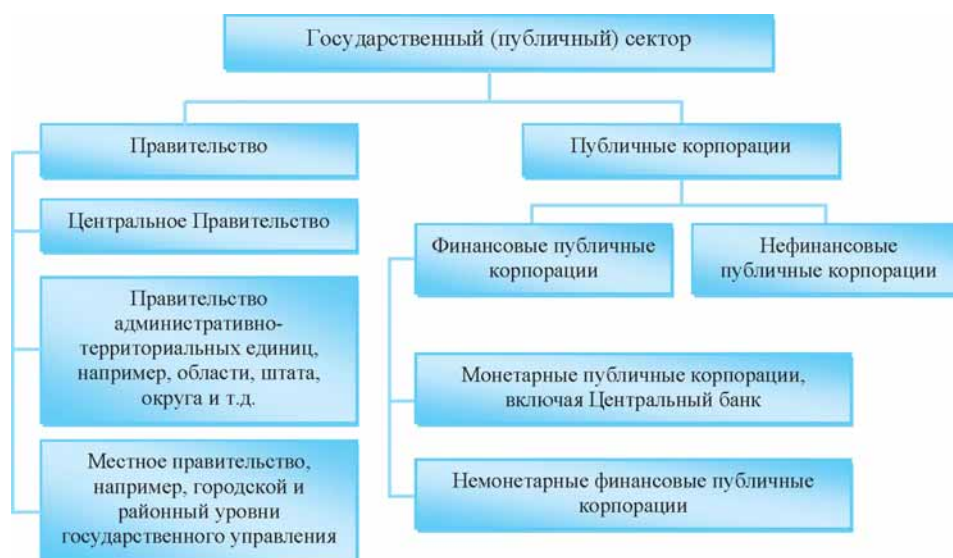 Государственный (публичный) сектор
Правительство
Центральное Правительство
Правительство
административно-
территориальных единиц,
например, области, штата,
округа и т.д.
Местное правительство,
например, городской и
районный уровни
государственного управления
Публичные корпорации
Финансовые публичные
корпорации
Нефинансовые
публичные корпорации
Монетарные публичные корпорации,
включая Центральный банк
Немонетарные финансовые публичные
корпорации